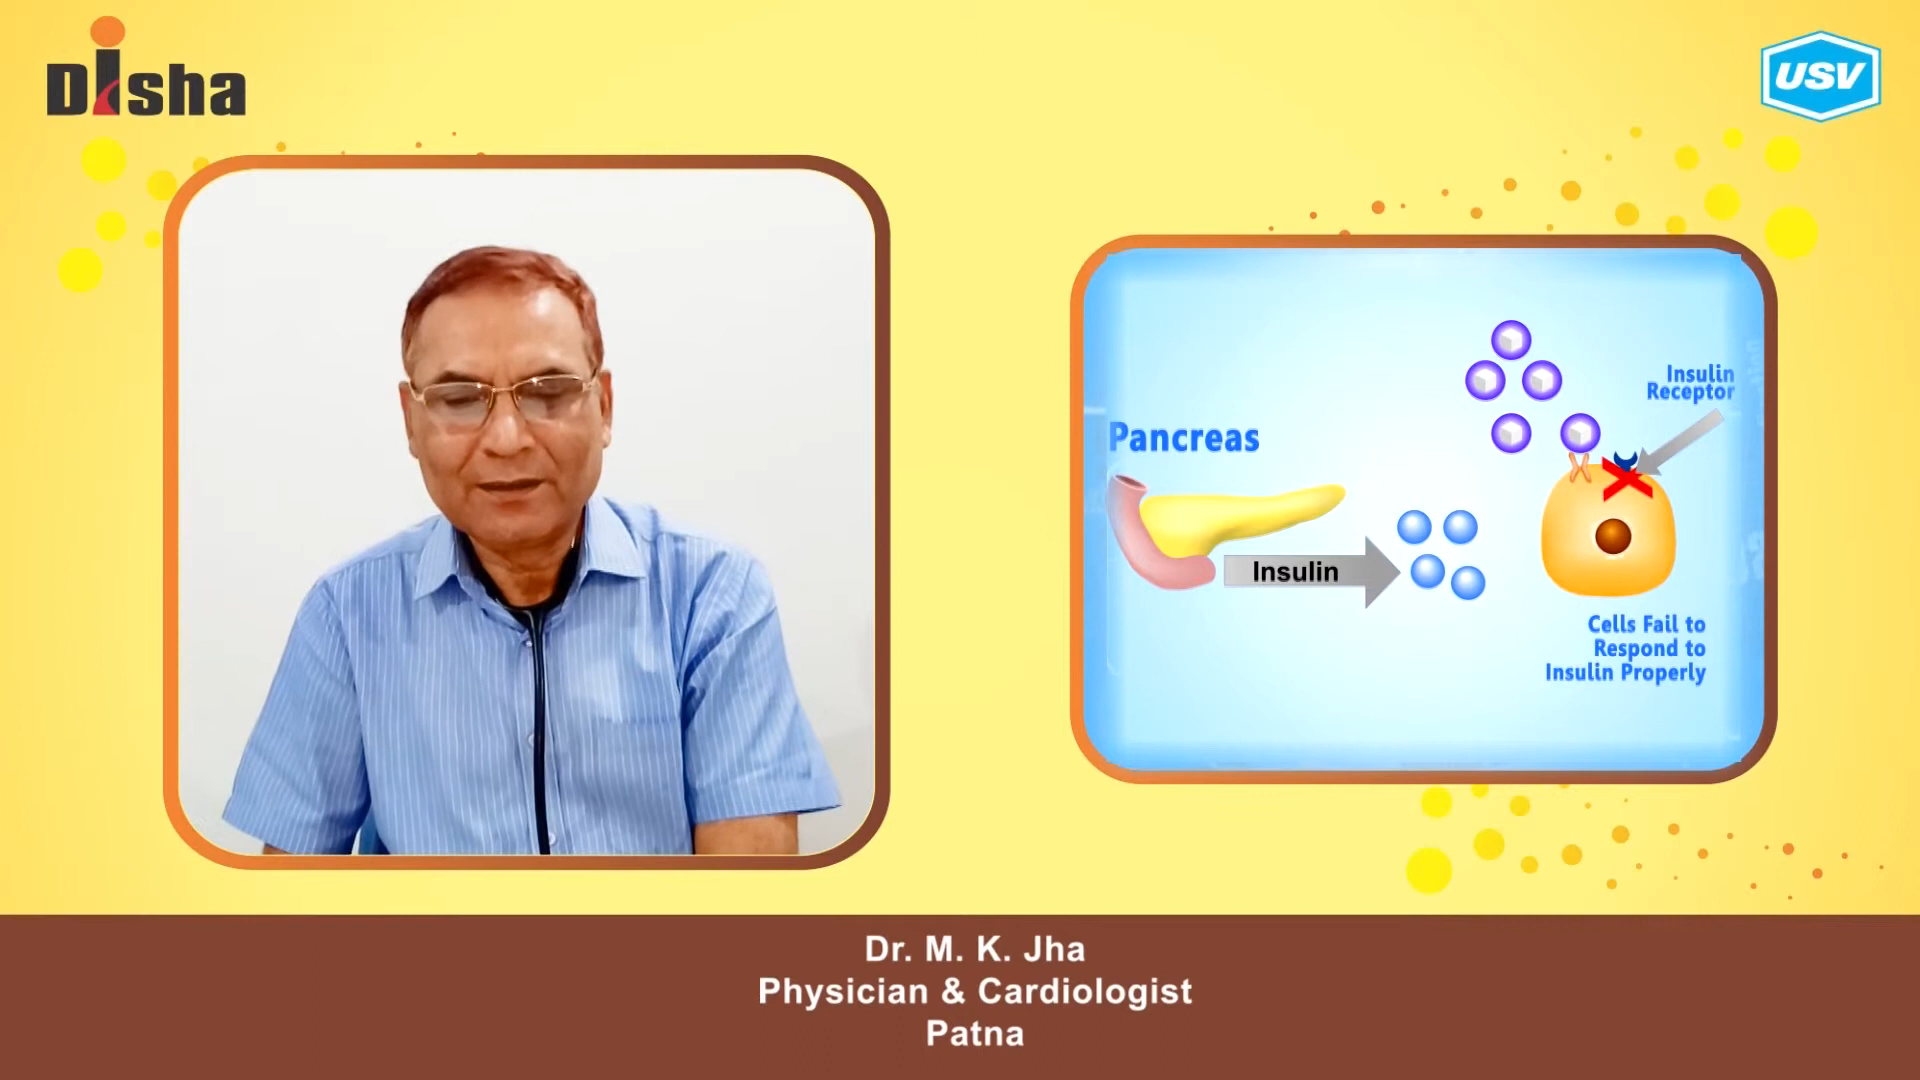 Disha
USV
Pancreas
Insulin
Receptor
Insulin
Cells Fail to
Respond to
Insulin Properly
Dr. M. K. Jha
Physician & Cardiologist
Patna